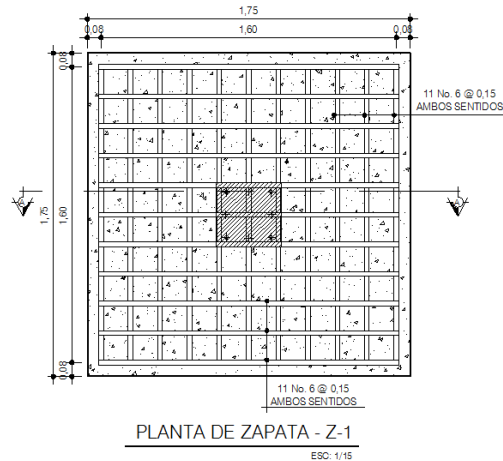 1,75
0,08
1,60
0,08
0,08
11 No. 6 @ 0,15
AMBOS SENTIDOS
1,75
1,60
0,08
11 No. 6 @ 0,15
AMBOS SENTIDOS
PLANTA DE ZAPATA - Z-1
ESC: 1/15